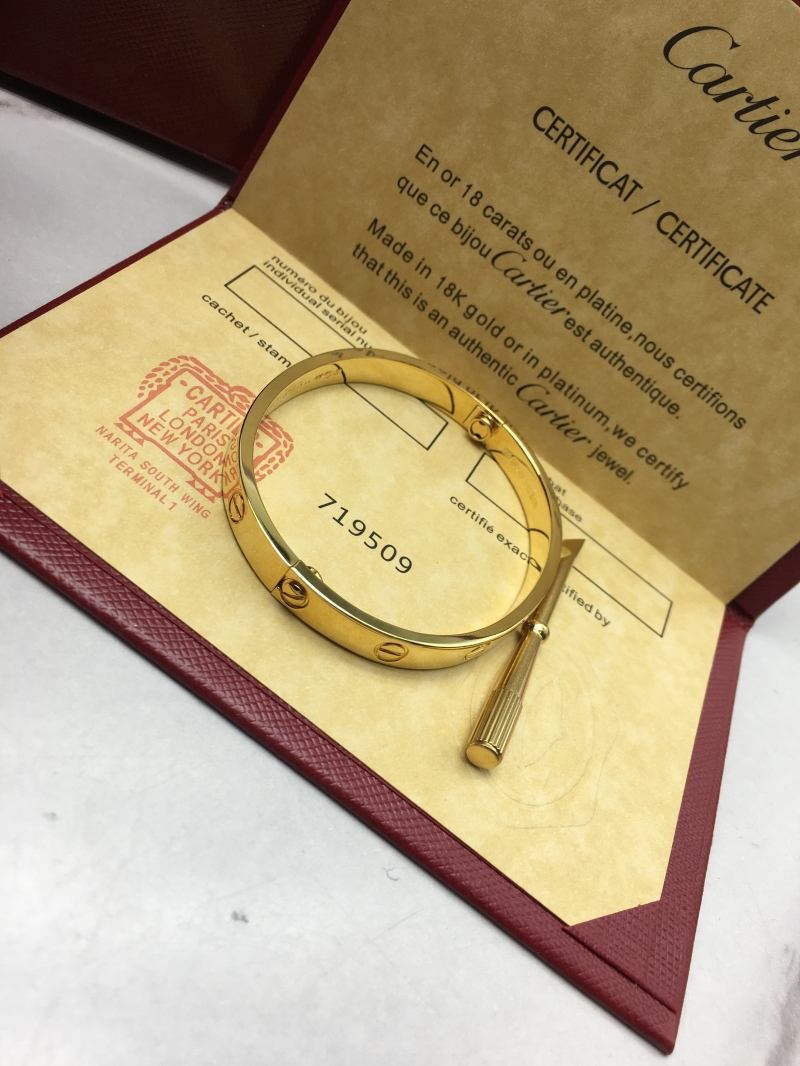 Cartier
CERTIFICAT / CERTIFICATE
En or 18 carats ou en platine,nous certifions
que ce bijou Cartier est authentique.
Made in 18K gold or in platinum,we certify
that this is an authentic Cartier jewel.
numéro du bijou
individual serial
cachet / stam
CARTIER
PARIS
LONDON
NEW YORK
NARITA SOUTH WING
TERMINAL 1
719509
certifié exac
tified by